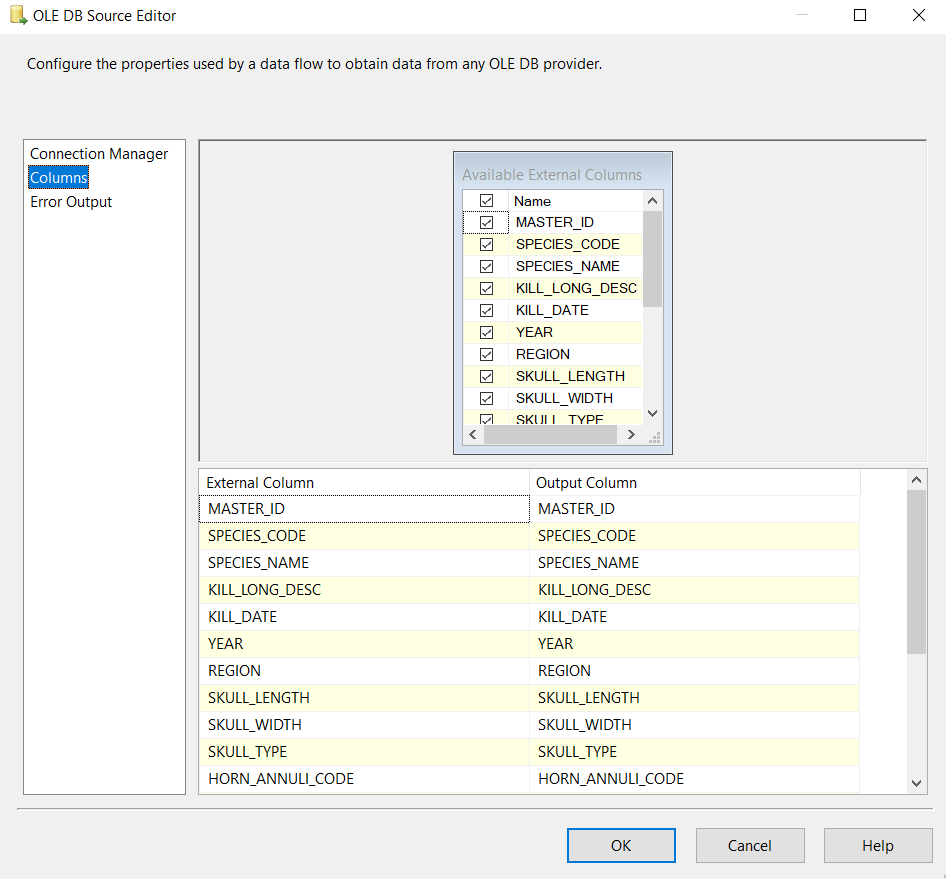 OLE DB Source Editor
Configure the properties used by a data flow to obtain data from any OLE DB provider.
Connection Manager
Columns
Error Output
Available External Columns
Name
MASTER_ID
SPECIES_CODE
SPECIES_NAME
KILL_LONG_DESC
KILL_DATE
YEAR
REGION
SKULL_LENGTH
SKULL_WIDTH
SKULL_TYPE
External Column Output Column
MASTER_ID MASTER_ID
SPECIES_CODE SPECIES_CODE
SPECIES_NAME SPECIES_NAME
KILL_LONG_DESC KILL_LONG_DESC
KILL_DATE KILL_DATE
YEAR YEAR
REGION REGION
SKULL_LENGTH SKULL_LENGTH
SKULL_WIDTH SKULL_WIDTH
SKULL_TYPE SKULL_TYPE
HORN_ANNULI_CODE HORN_ANNULI_CODE
OK Cancel Help